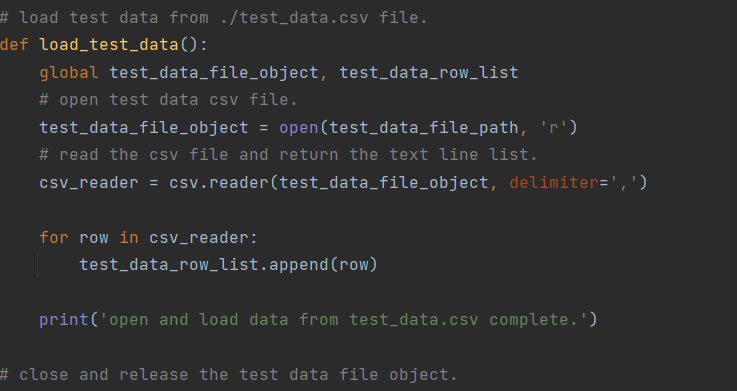 # load test data from ./test_data.csv file.
def load_test_data():
    global test_data_file_object, test_data_row_list
    # open test data csv file.
    test_data_file_object = open(test_data_file_path, 'r')
    # read the csv file and return the text line list.
    csv_reader = csv.reader(test_data_file_object, delimiter=',')
    for row in csv_reader:
        test_data_row_list.append(row)
    print('open and load data from test_data.csv complete.')
# close and release the test data file object.